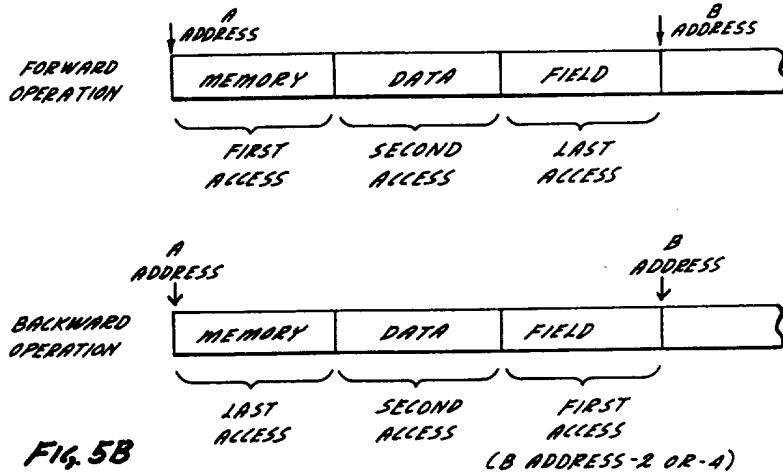 A
ADDRESS
B
ADDRESS
FORWARD
OPERATION
MEMORY DATA FIELD
FIRST
ACCESS
SECOND
ACCESS
LAST
ACCESS
A
ADDRESS
B
ADDRESS
BACKWARD
OPERATION
MEMORY DATA FIELD
LAST
ACCESS
SECOND
ACCESS
FIRST
ACCESS
(B ADDRESS-2 OR-4)
FIG. 5B